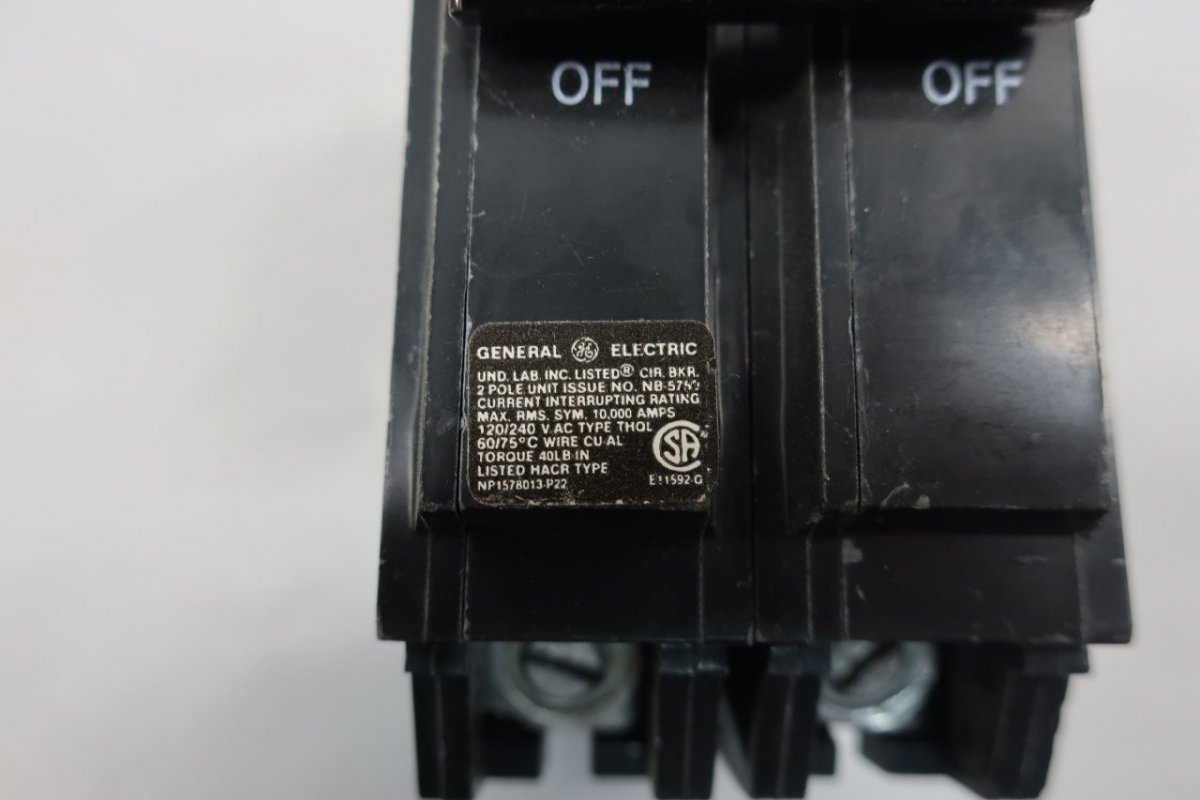 OFF OFF
GENERAL GE ELECTRIC
UND. LAB. INC. LISTED® CIR. BKR.
2 POLE UNIT ISSUE NO.
CURRENT INTERRUPTING RATING
MAX. RMS. SYM. 10,000 AMPS
120/240 V.AC TYPE THQL
60/75°C WIRE CU-AL
TORQUE 40LB-IN
LISTED HACR TYPE
SA
NP1578013-P22 E11592-G